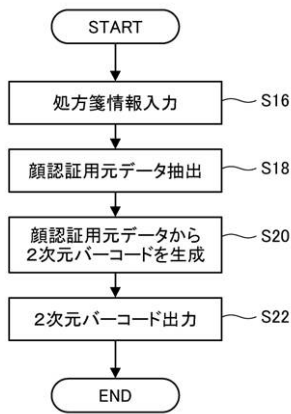 START
処方箋情報入力
S16
顔認証用元データ抽出
S18
顔認証用元データから
2次元バーコードを生成
S20
2次元バーコード出力
S22
END